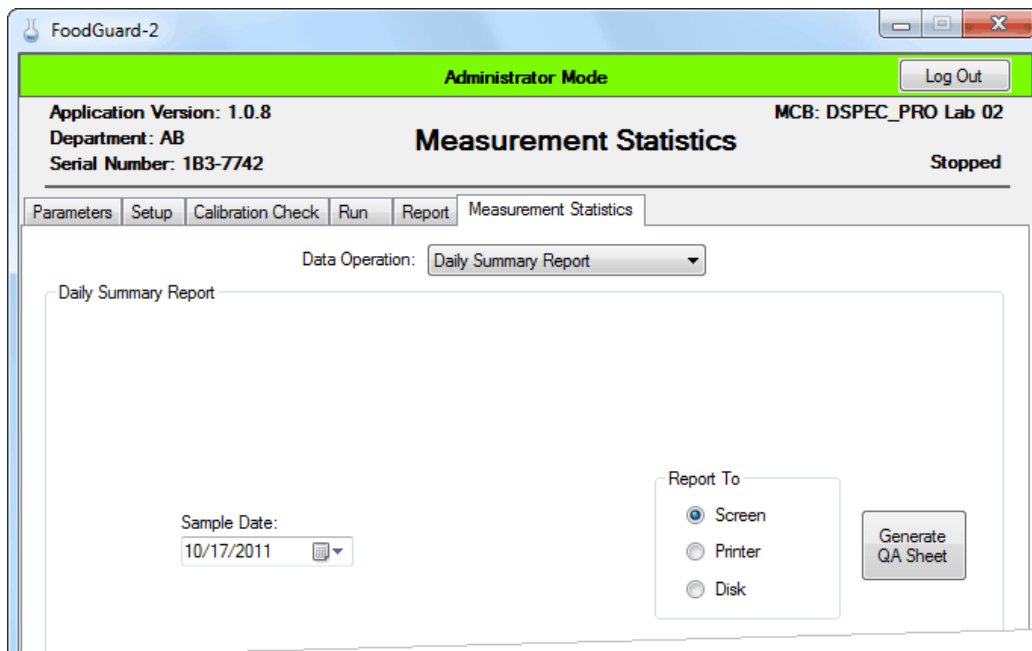 FoodGuard-2
Administrator Mode
Log Out
Application Version: 1.0.8
Department: AB
Serial Number: 1B3-7742
Measurement Statistics
MCB: DSPEC_PRO Lab 02
Stopped
Parameters Setup Calibration Check Run Report Measurement Statistics
Data Operation: Daily Summary Report
Daily Summary Report
Sample Date:
10/17/2011
Report To
Screen
Printer
Disk
Generate
QA Sheet